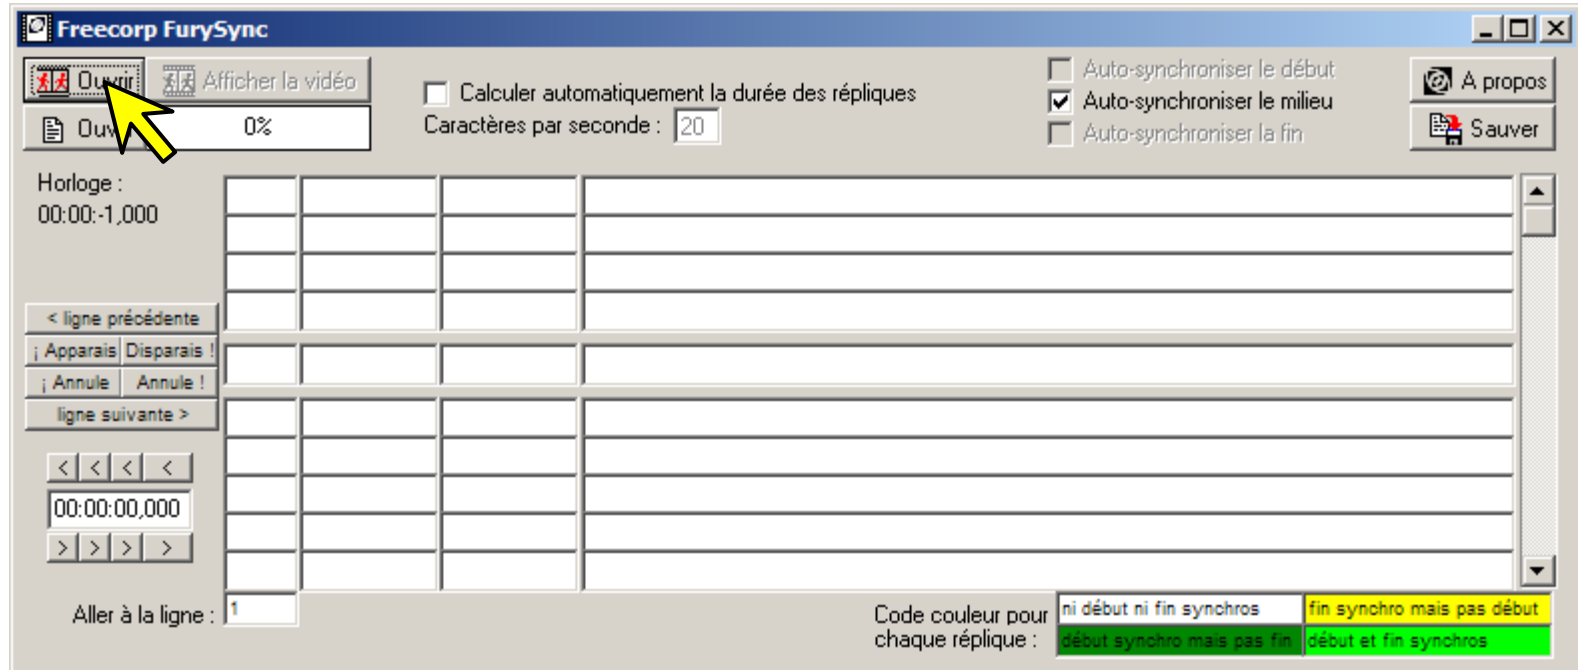 Freecorp FurySync
Ouvrir
Afficher la vidéo
Ouv
0%
Calculer automatiquement la durée des répliques
Caractères par seconde : 20
Auto-synchroniser le début
Auto-synchroniser le milieu
Auto-synchroniser la fin
A propos
Sauver
Horloge :
00:00:-1,000
< ligne précédente
¡ Apparais Disparais !
¡ Annule Annule !
ligne suivante >
< < < <
00:00:00,000
> > > >
Aller à la ligne : 1
Code couleur pour
chaque réplique :
ni début ni fin synchros
fin synchro mais pas début
début synchro mais pas fin
début et fin synchros